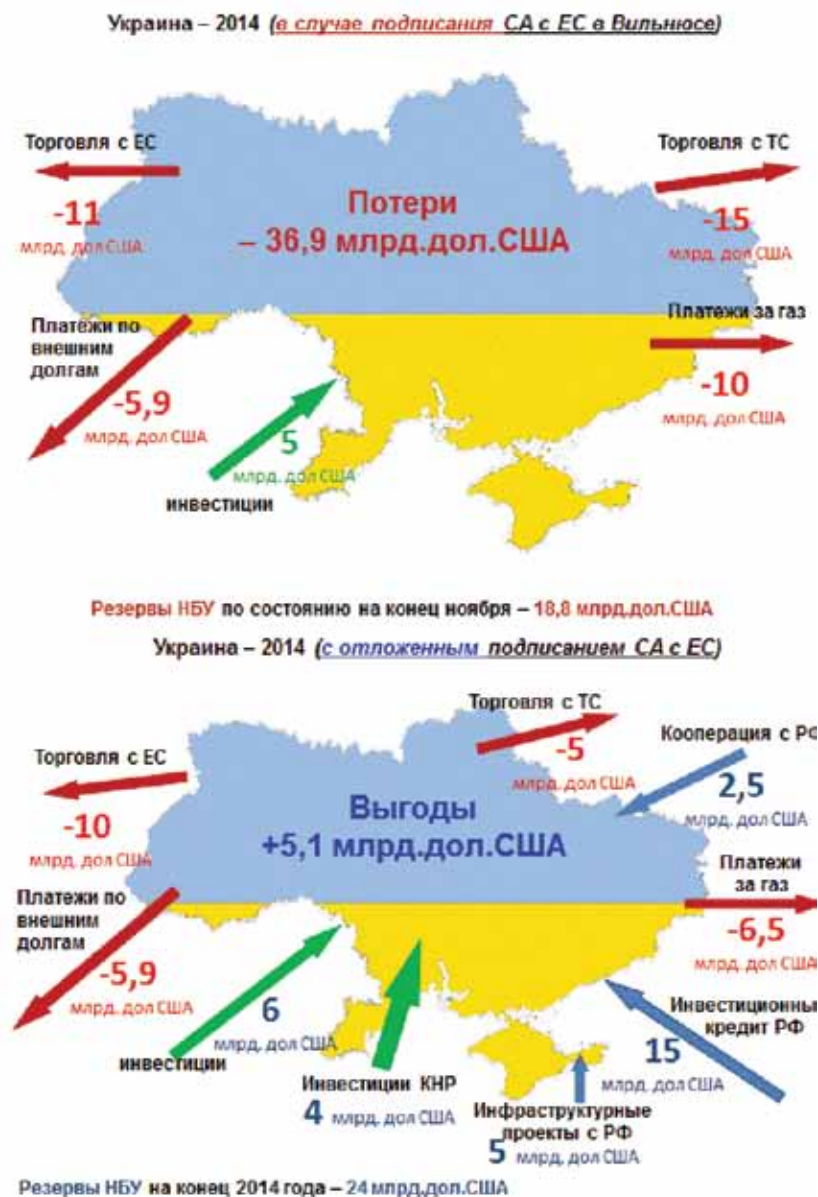 Украина – 2014 (в случае подписания СА с ЕС в Вильнюсе)
Торговля с ЕС
-11
млрд. дол США
Торговля с ТС
-15
млрд. дол США
Потери
– 36,9 млрд.дол.США
Платежи по
внешним
долгам
-5,9
млрд. дол США
Платежи за газ
-10
млрд. дол США
5
млрд. дол США
инвестиции
Резервы НБУ по состоянию на конец ноября – 18,8 млрд.дол.США
Украина – 2014 (с отложенным подписанием СА с ЕС)
Торговля с ТС
-5
млрд. дол США
Кооперация с РФ
2,5
млрд. дол США
Торговля с ЕС
-10
млрд. дол США
Выгоды
+5,1 млрд.дол.США
Платежи
за газ
-6,5
млрд. дол США
Платежи по
внешним
долгам
-5,9
млрд. дол США
6
млрд. дол США
инвестиции
Инвестиции КНР
4 млрд. дол США
Инвестиционны
кредит РФ
15
млрд. дол США
Инфраструктурные
проекты с РФ
5 млрд. дол США
Резервы НБУ на конец 2014 года – 24 млрд.дол.США